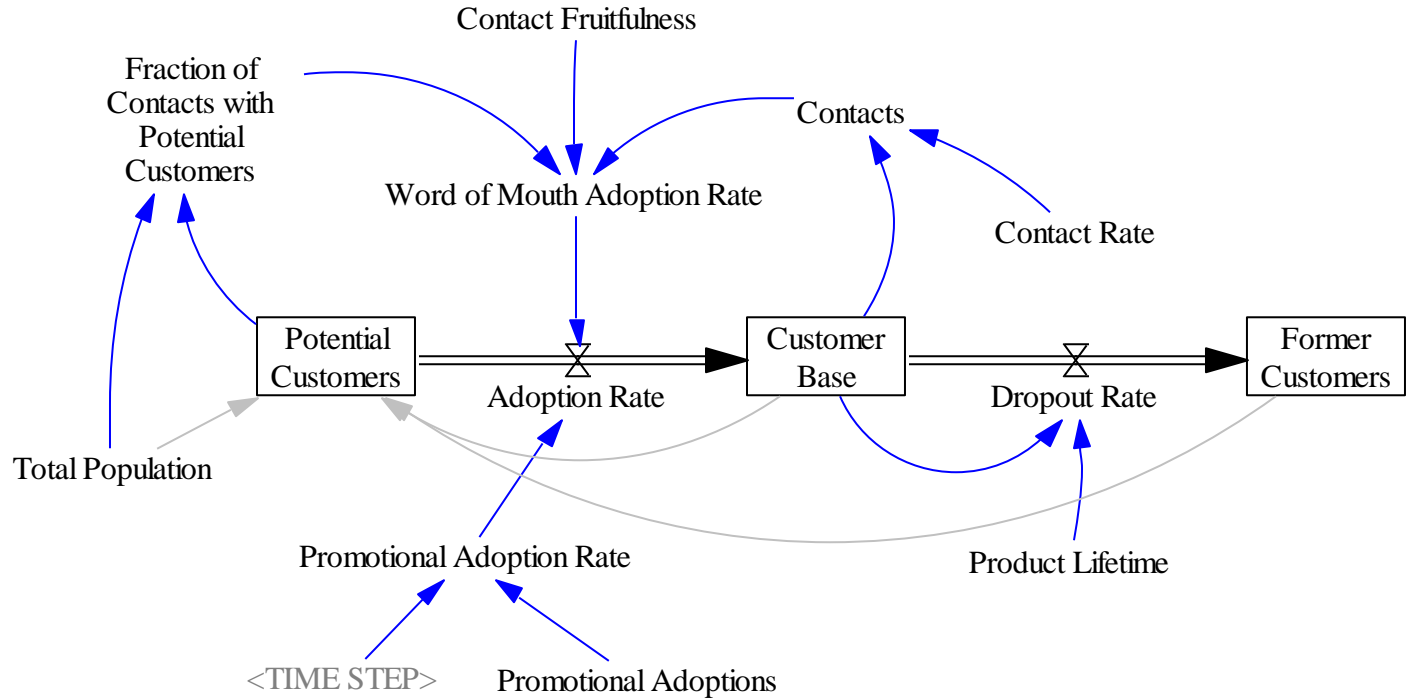 Contact Fruitfulness
Fraction of
Contacts with
Potential
Customers
Contacts
Word of Mouth Adoption Rate
Contact Rate
Potential
Customers
Customer
Base
Former
Customers
Adoption Rate
Dropout Rate
Total Population
Promotional Adoption Rate
Product Lifetime
<TIME STEP>
Promotional Adoptions